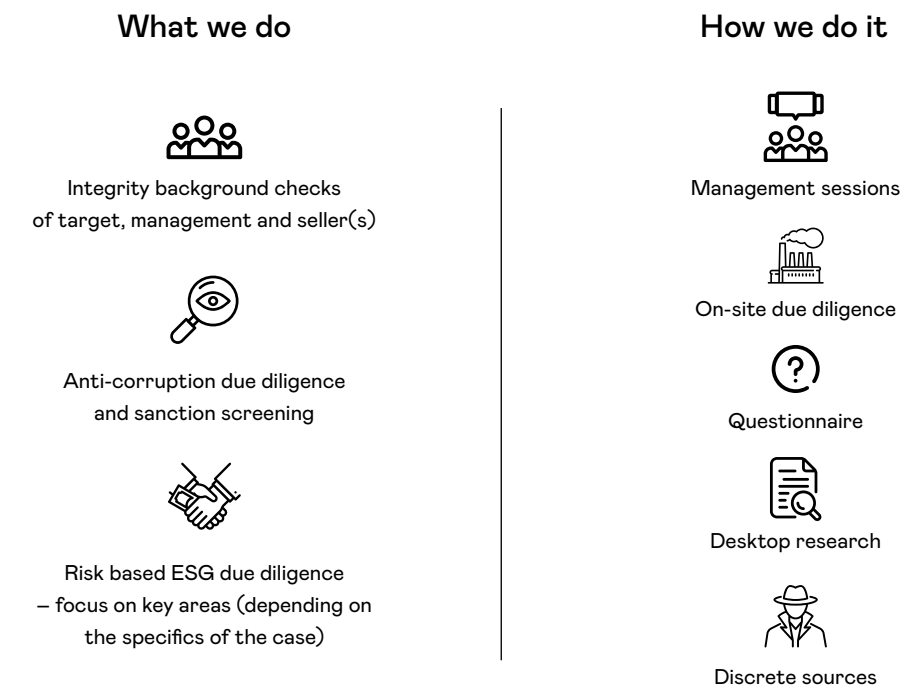 What we do
Integrity background checks
of target, management and seller(s)
Anti-corruption due diligence
and sanction screening
Risk based ESG due diligence
– focus on key areas (depending on
the specifics of the case)
How we do it
Management sessions
On-site due diligence
Questionnaire
Desktop research
Discrete sources